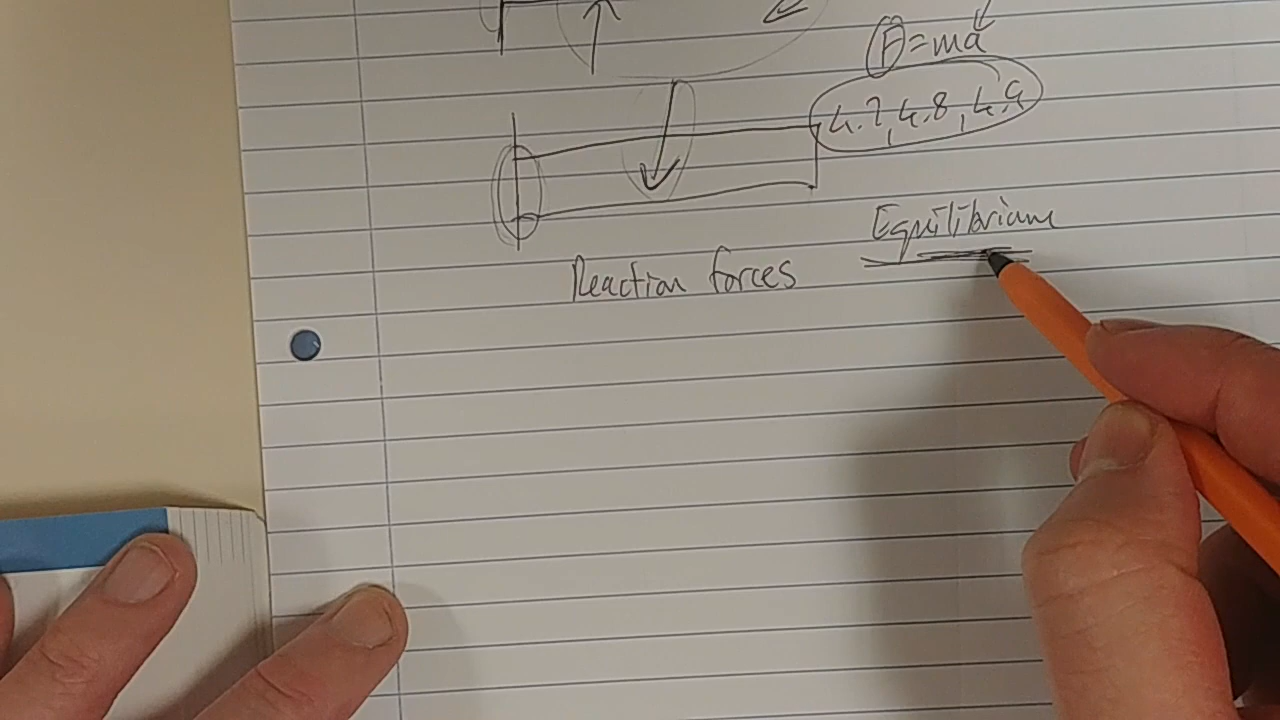 F=ma
4.7, 4.8, 4.9
Equilibrium
Reaction forces